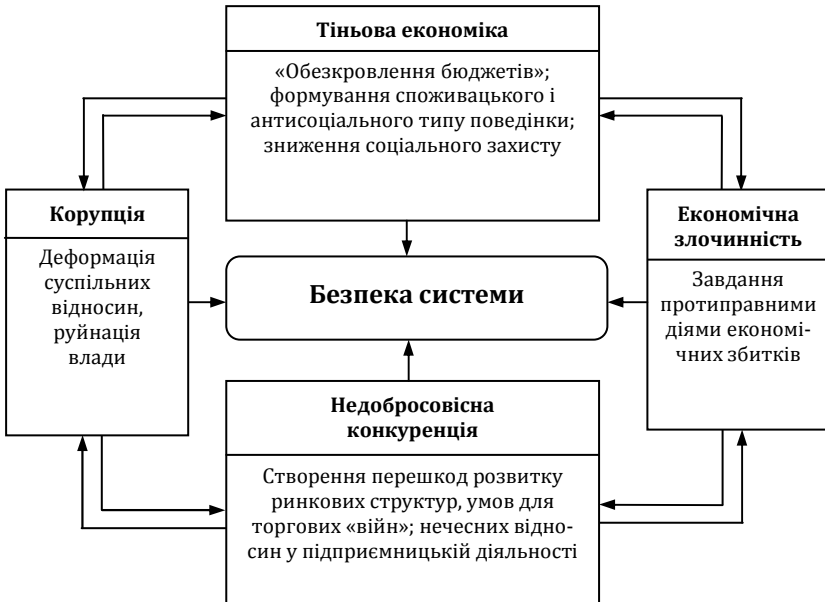 Тіньова економіка
«Обезкровлення бюджетів»;
формування споживацького і
антисоціального типу поведінки;
зниження соціального захисту
Корупція
Деформація
суспільних
відносин,
руйнація
влади
Безпека системи
Економічна
злочинність
Завдання
протиправними
діями економі-
чних збитків
Недобросовісна
конкуренція
Створення перешкод розвитку
ринкових структур, умов для
торгових «війн»; нечесних відно-
син у підприємницькій діяльності